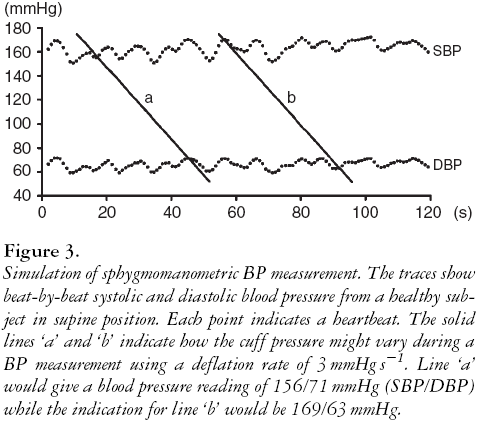 (mmHg)
180
160
140
120
100
80
60
40
SBP
DBP
a
b
0 20 40 60 80 100 120 (s)
Figure 3.
Simulation of sphygmomanometric BP measurement. The traces show
beat-by-beat systolic and diastolic blood pressure from a healthy sub-
ject in supine position. Each point indicates a heartbeat. The solid
lines ‘a’ and ‘b’ indicate how the cuff pressure might vary during a
BP measurement using a deflation rate of 3 mmHg s−1. Line ‘a’
would give a blood pressure reading of 156/71 mmHg (SBP/DBP)
while the indication for line ‘b’ would be 169/63 mmHg.